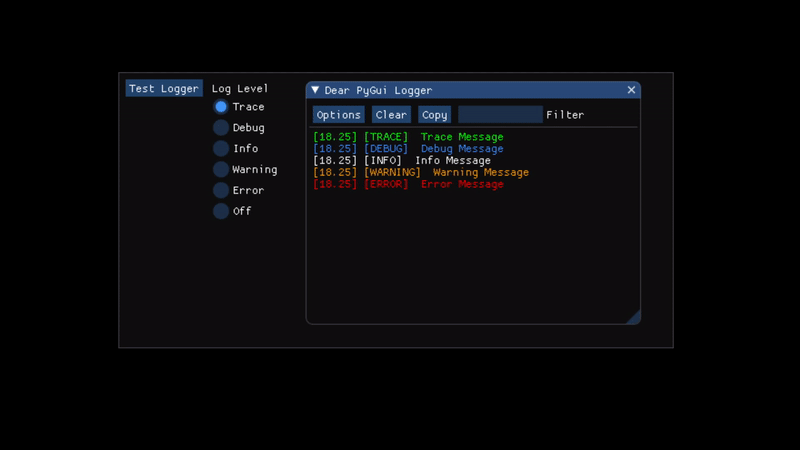 Test Logger
Log Level
Trace
Debug
Info
Warning
Error
Off
Dear PyGui Logger
Options Clear Copy Filter
[18.25] [TRACE] Trace Message
[18.25] [DEBUG] Debug Message
[18.25] [INFO] Info Message
[18.25] [WARNING] Warning Message
[18.25] [ERROR] Error Message